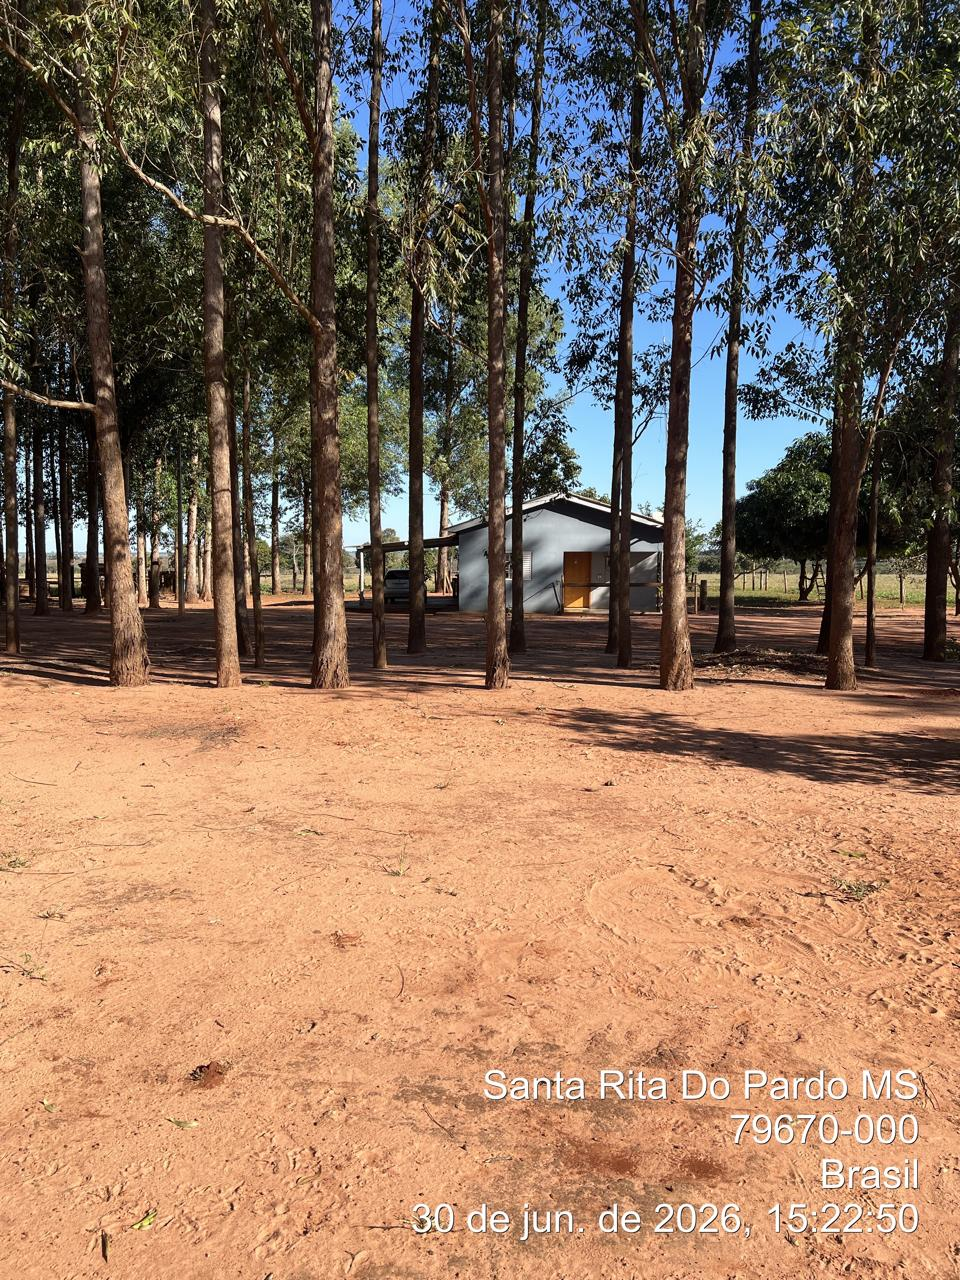 Santa Rita Do Pardo MS
79670-000
Brasil
30 de jun. de 2026, 15:22:50